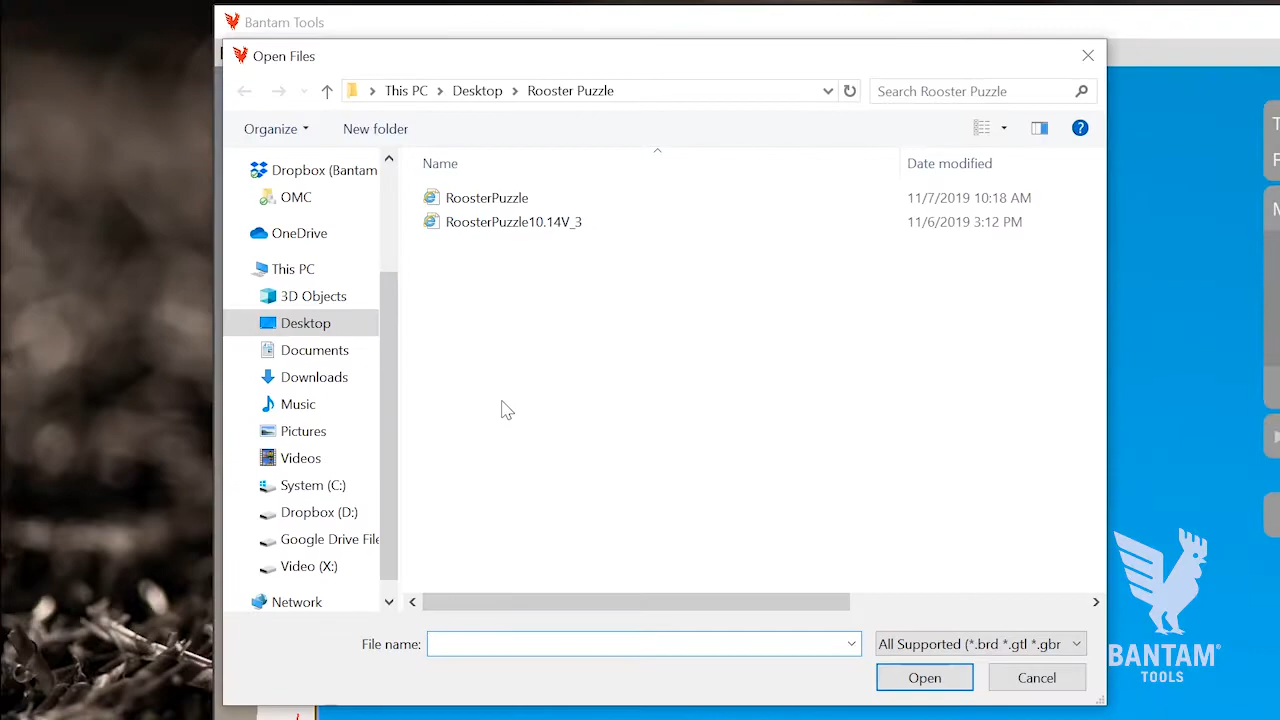 Bantam Tools
Open Files
This PC
Desktop
Rooster Puzzle
Search Rooster Puzzle
Organize
New folder
Name
Date modified
Dropbox (Bantam
OMC
OneDrive
This PC
3D Objects
Desktop
Documents
Downloads
Music
Pictures
Videos
System (C:)
Dropbox (D:)
Google Drive File
Video (X:)
Network
RoosterPuzzle
11/7/2019 10:18 AM
RoosterPuzzle10.14V_3
11/6/2019 3:12 PM
File name:
All Supported (*.brd *.gtl *.gbr
Open
Cancel
BANTAM®
TOOLS